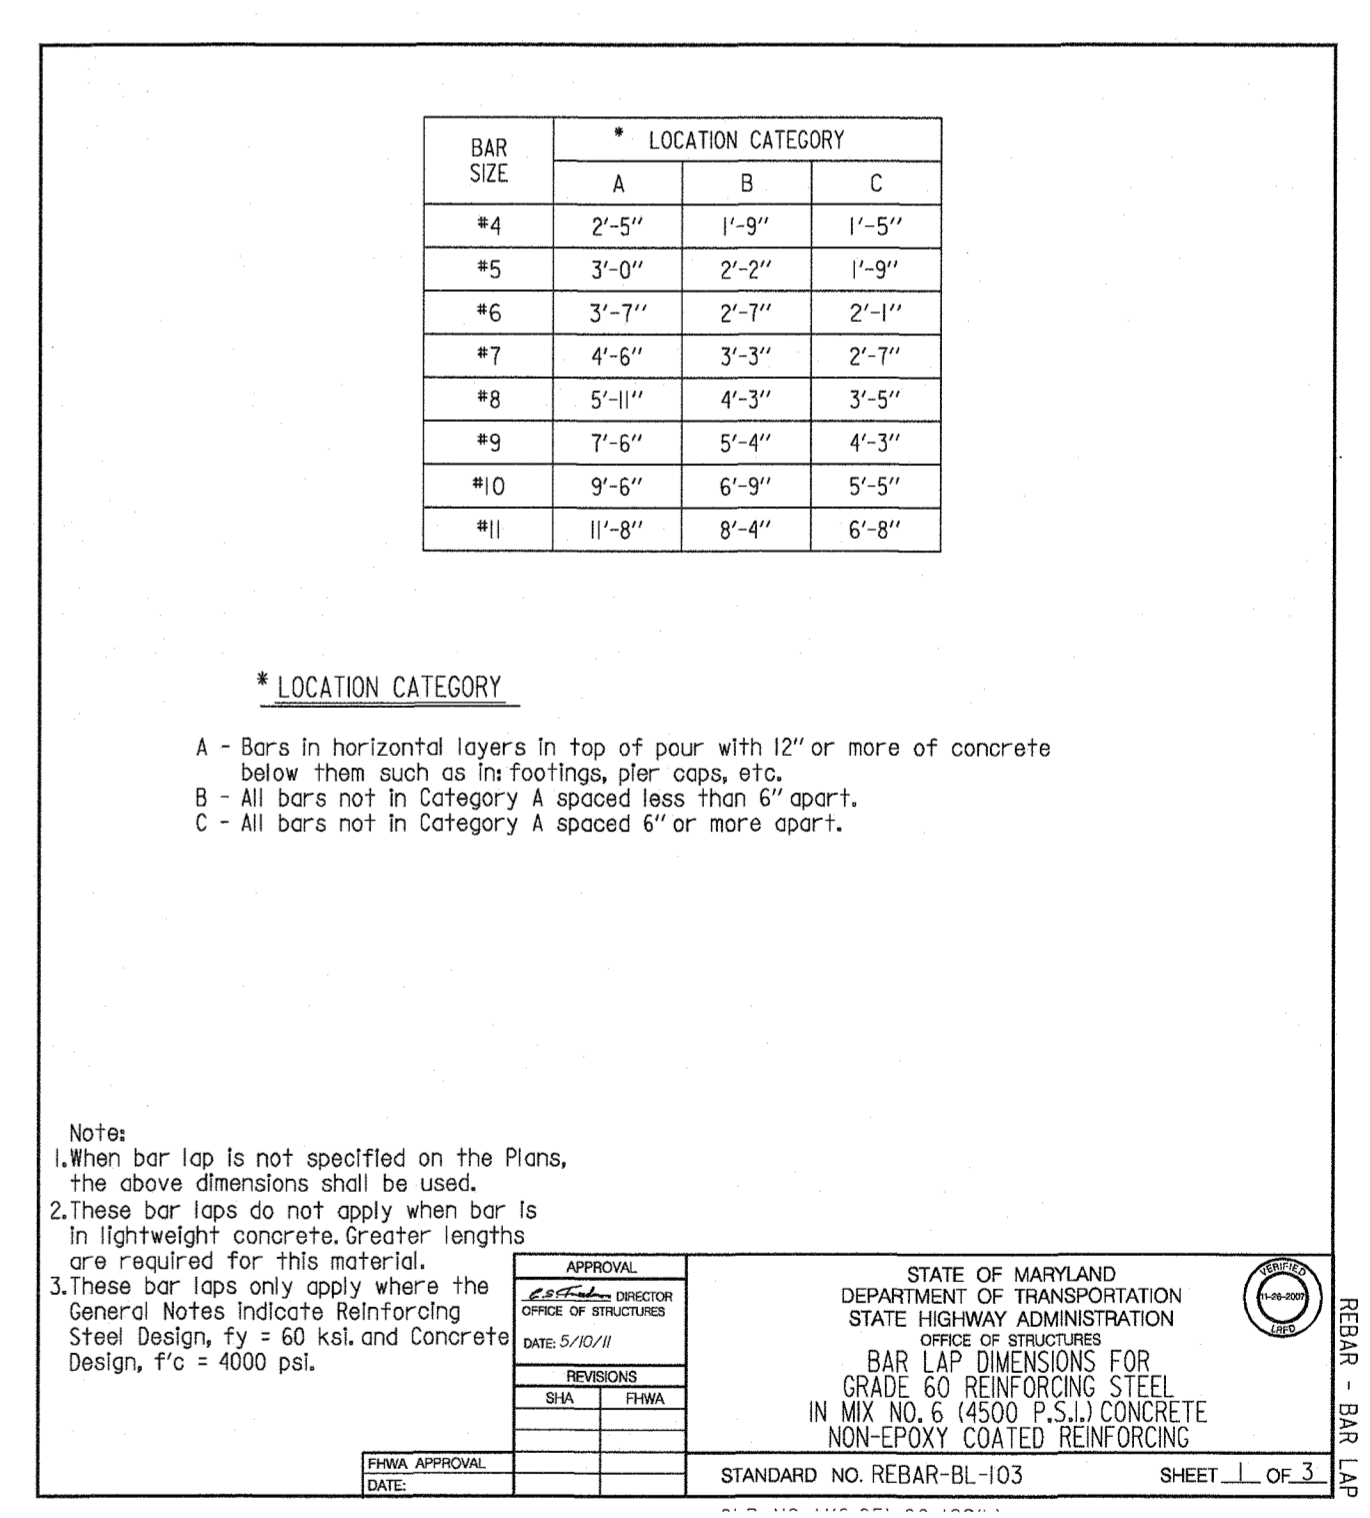 BAR SIZE * LOCATION CATEGORY
A B C
#4 2'-5" 1'-9" 1'-5"
#5 3'-0" 2'-2" 1'-9"
#6 3'-7" 2'-7" 2'-1"
#7 4'-6" 3'-3" 2'-7"
#8 5'-11" 4'-3" 3'-5"
#9 7'-6" 5'-4" 4'-3"
#10 9'-6" 6'-9" 5'-5"
#11 11'-8" 8'-4" 6'-8"
* LOCATION CATEGORY
A - Bars in horizontal layers in top of pour with 12" or more of concrete
below them such as in: footings, pier caps, etc.
B - All bars not in Category A spaced less than 6" apart.
C - All bars not in Category A spaced 6" or more apart.
Note:
1. When bar lap is not specified on the Plans,
the above dimensions shall be used.
2. These bar laps do not apply when bar is
in lightweight concrete. Greater lengths
are required for this material.
3. These bar laps only apply where the
General Notes indicate Reinforcing
Steel Design, fy = 60 ksi. and Concrete
Design, f'c = 4000 psi.
APPROVAL
DIRECTOR
OFFICE OF STRUCTURES
DATE: 5/10/11
REVISIONS
SHA FHWA
FHWA APPROVAL
DATE:
STATE OF MARYLAND
DEPARTMENT OF TRANSPORTATION
STATE HIGHWAY ADMINISTRATION
OFFICE OF STRUCTURES
BAR LAP DIMENSIONS FOR
GRADE 60 REINFORCING STEEL
IN MIX NO. 6 (4500 P.S.I.) CONCRETE
NON-EPOXY COATED REINFORCING
STANDARD NO. REBAR-BL-103 SHEET 1 OF 3
VERIFIED
11-26-2007
LRFD
REBAR - BAR LAP